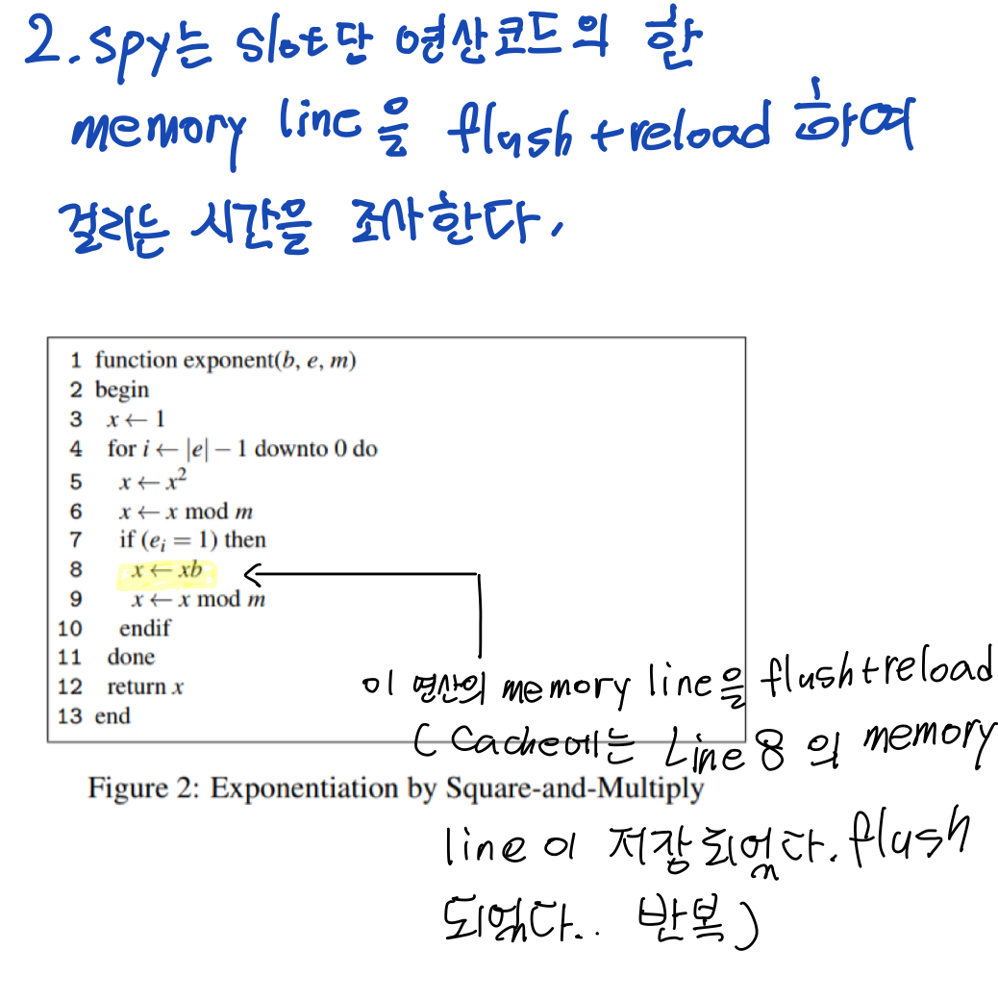 2. spy는 slot단 연산코드의 한
memory line을 flush+reload 하여
걸리는 시간을 조사한다.
1 function exponent(b, e, m)
2 begin
3 x ← 1
4 for i ← |e| − 1 downto 0 do
5 x ← x²
6 x ← x mod m
7 if (eᵢ = 1) then
8 x ← xb
9 x ← x mod m
10 endif
11 done
12 return x
13 end
이 연산의 memory line을 flush+reload
( Cache에는 Line 8 의 memory
line이 저장되었다. flush
되었다.. 반복)
Figure 2: Exponentiation by Square-and-Multiply